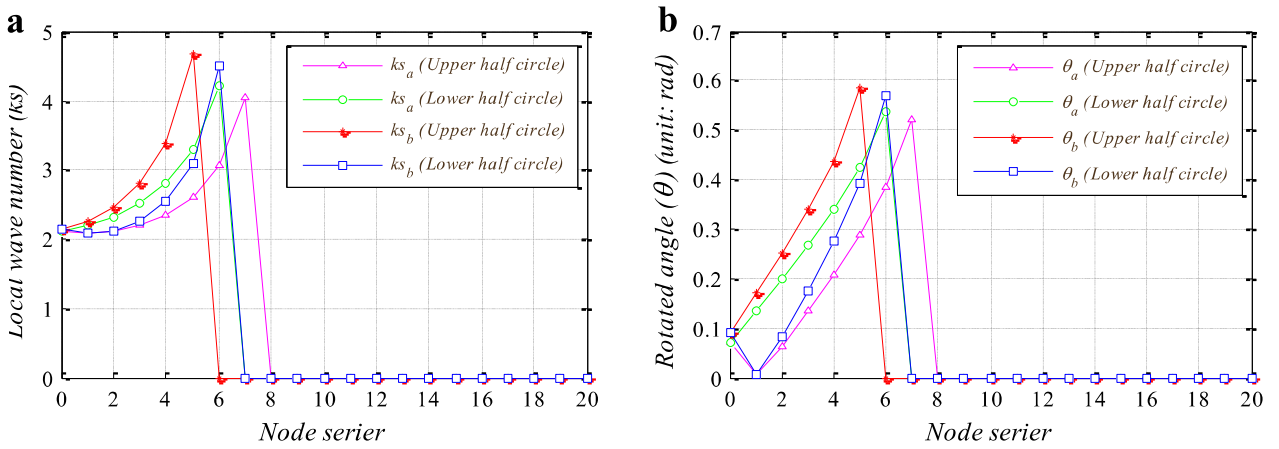 a
5
4
3
2
1
0
Local wave number (ks)
ks_a (Upper half circle)
ks_a (Lower half circle)
ks_b (Upper half circle)
ks_b (Lower half circle)
0 2 4 6 8 10 12 14 16 18 20
Node serier
b
0.7
0.6
0.5
0.4
0.3
0.2
0.1
0
Rotated angle (θ) (unit: rad)
θ_a (Upper half circle)
θ_a (Lower half circle)
θ_b (Upper half circle)
θ_b (Lower half circle)
0 2 4 6 8 10 12 14 16 18 20
Node serier